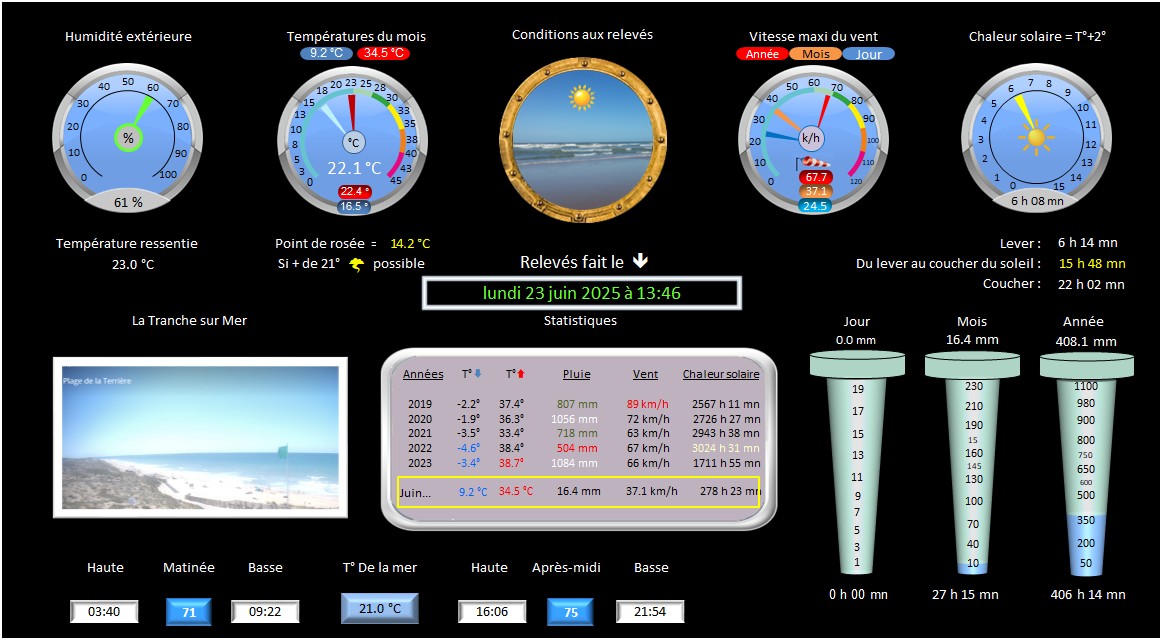 Humidité extérieure
Températures du mois
Conditions aux relevés
Vitesse maxi du vent
Chaleur solaire = T°+2°
9.2 °C 34.5 °C
Année Mois Jour
0 10 20 30 40 50 60 70 80 90 100
%
61 %
0 3 5 8 10 13 15 18 20 23 25 28 30 33 35 38 40 43 45
°C
22.1 °C
22.4 °
16.5 °
0 10 20 30 40 50 60 70 80 90 100 110 120
k/h
67.7
37.1
24.5
0 1 2 3 4 5 6 7 8 9 10 11 12 13 14 15
6 h 08 mn
Température ressentie
23.0 °C
Point de rosée = 14.2 °C
Si + de 21° possible
Relevés fait le
lundi 23 juin 2025 à 13:46
Lever : 6 h 14 mn
Du lever au coucher du soleil : 15 h 48 mn
Coucher : 22 h 02 mn
La Tranche sur Mer
Plage de la Terrière
Statistiques
Années T° T° Pluie Vent Chaleur solaire
2019 -2.2° 37.4° 807 mm 89 km/h 2567 h 11 mn
2020 -1.9° 36.3° 1056 mm 72 km/h 2726 h 27 mn
2021 -3.5° 33.4° 718 mm 63 km/h 2943 h 38 mn
2022 -4.6° 38.4° 504 mm 67 km/h 3024 h 31 mn
2023 -3.4° 38.7° 1084 mm 66 km/h 1711 h 55 mn
Juin... 9.2 °C 34.5 °C 16.4 mm 37.1 km/h 278 h 23 mn
Jour
0.0 mm
19
17
15
13
11
9
7
5
3
1
0 h 00 mn
Mois
16.4 mm
230
210
190
15
160
145
130
100
70
40
10
27 h 15 mn
Année
408.1 mm
1100
980
900
800
750
650
600
500
350
200
50
406 h 14 mn
Haute Matinée Basse T° De la mer Haute Après-midi Basse
03:40 71 09:22 21.0 °C 16:06 75 21:54